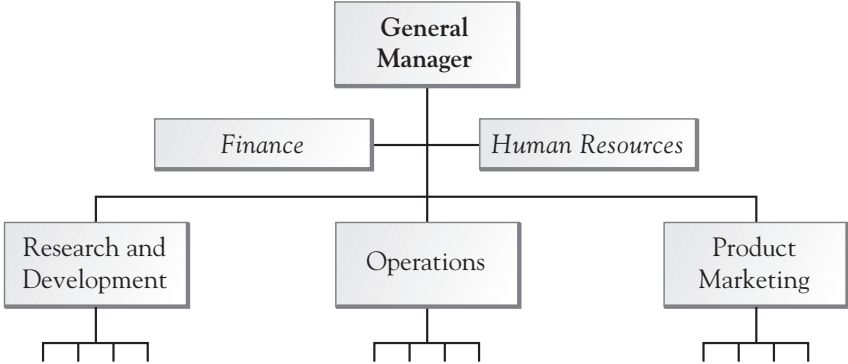 General
Manager
Finance
Human Resources
Research and
Development
Operations
Product
Marketing